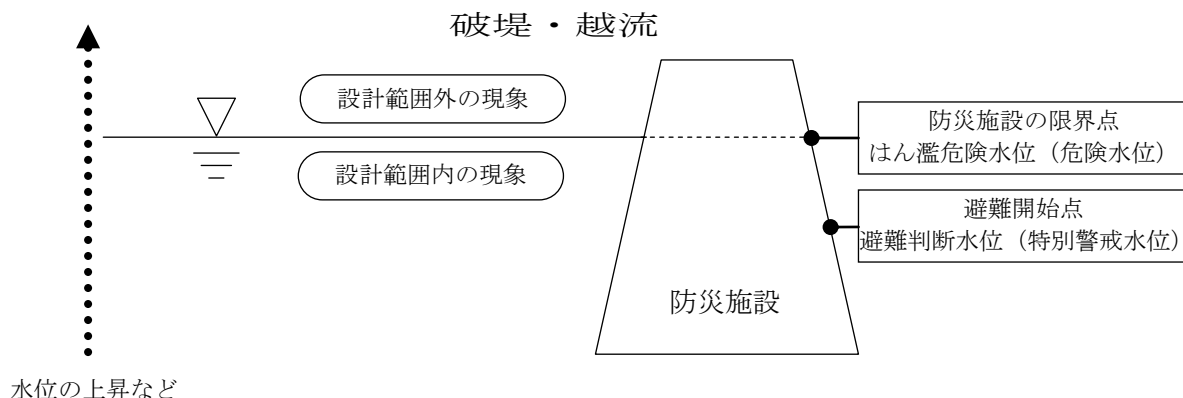 破堤・越流
設計範囲外の現象
防災施設の限界点
はん濫危険水位（危険水位）
設計範囲内の現象
避難開始点
避難判断水位（特別警戒水位）
防災施設
水位の上昇など